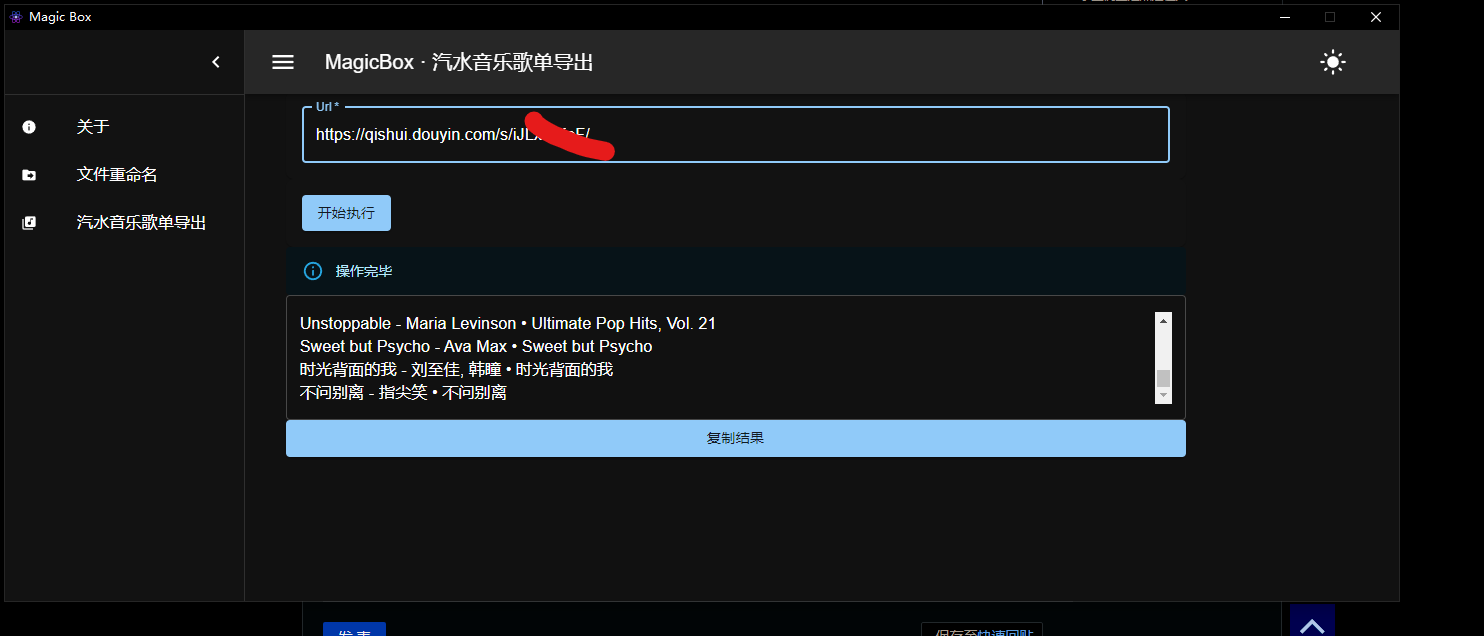 Magic Box
MagicBox · 汽水音乐歌单导出
关于
文件重命名
汽水音乐歌单导出
Url *
https://qishui.douyin.com/s/iJL
开始执行
操作完毕
Unstoppable - Maria Levinson • Ultimate Pop Hits, Vol. 21
Sweet but Psycho - Ava Max • Sweet but Psycho
时光背面的我 - 刘至佳, 韩瞳 • 时光背面的我
不问别离 - 指尖笑 • 不问别离
复制结果
发表
保存至快速回贴